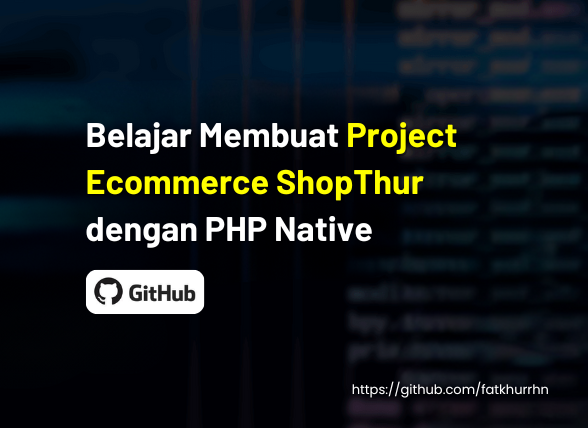 Belajar Membuat Project
Ecommerce ShopThur
dengan PHP Native
GitHub
https://github.com/fatkhurrhn